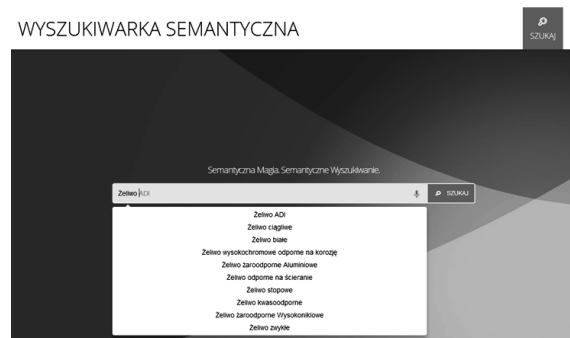 WYSZUKIWARKA SEMANTYCZNA
SZUKAJ
Semantyczna Magia. Semantyczne Wyszukiwanie.
Żeliwo ADI
SZUKAJ
Żeliwo ADI
Żeliwo ciągliwe
Żeliwo białe
Żeliwo wysokochromowe odporne na korozję
Żeliwo żaroodporne Aluminiowe
Żeliwo odporne na ścieranie
Żeliwo stopowe
Żeliwo kwasoodporne
Żeliwo żaroodporne Wysokoniklowe
Żeliwo zwykłe